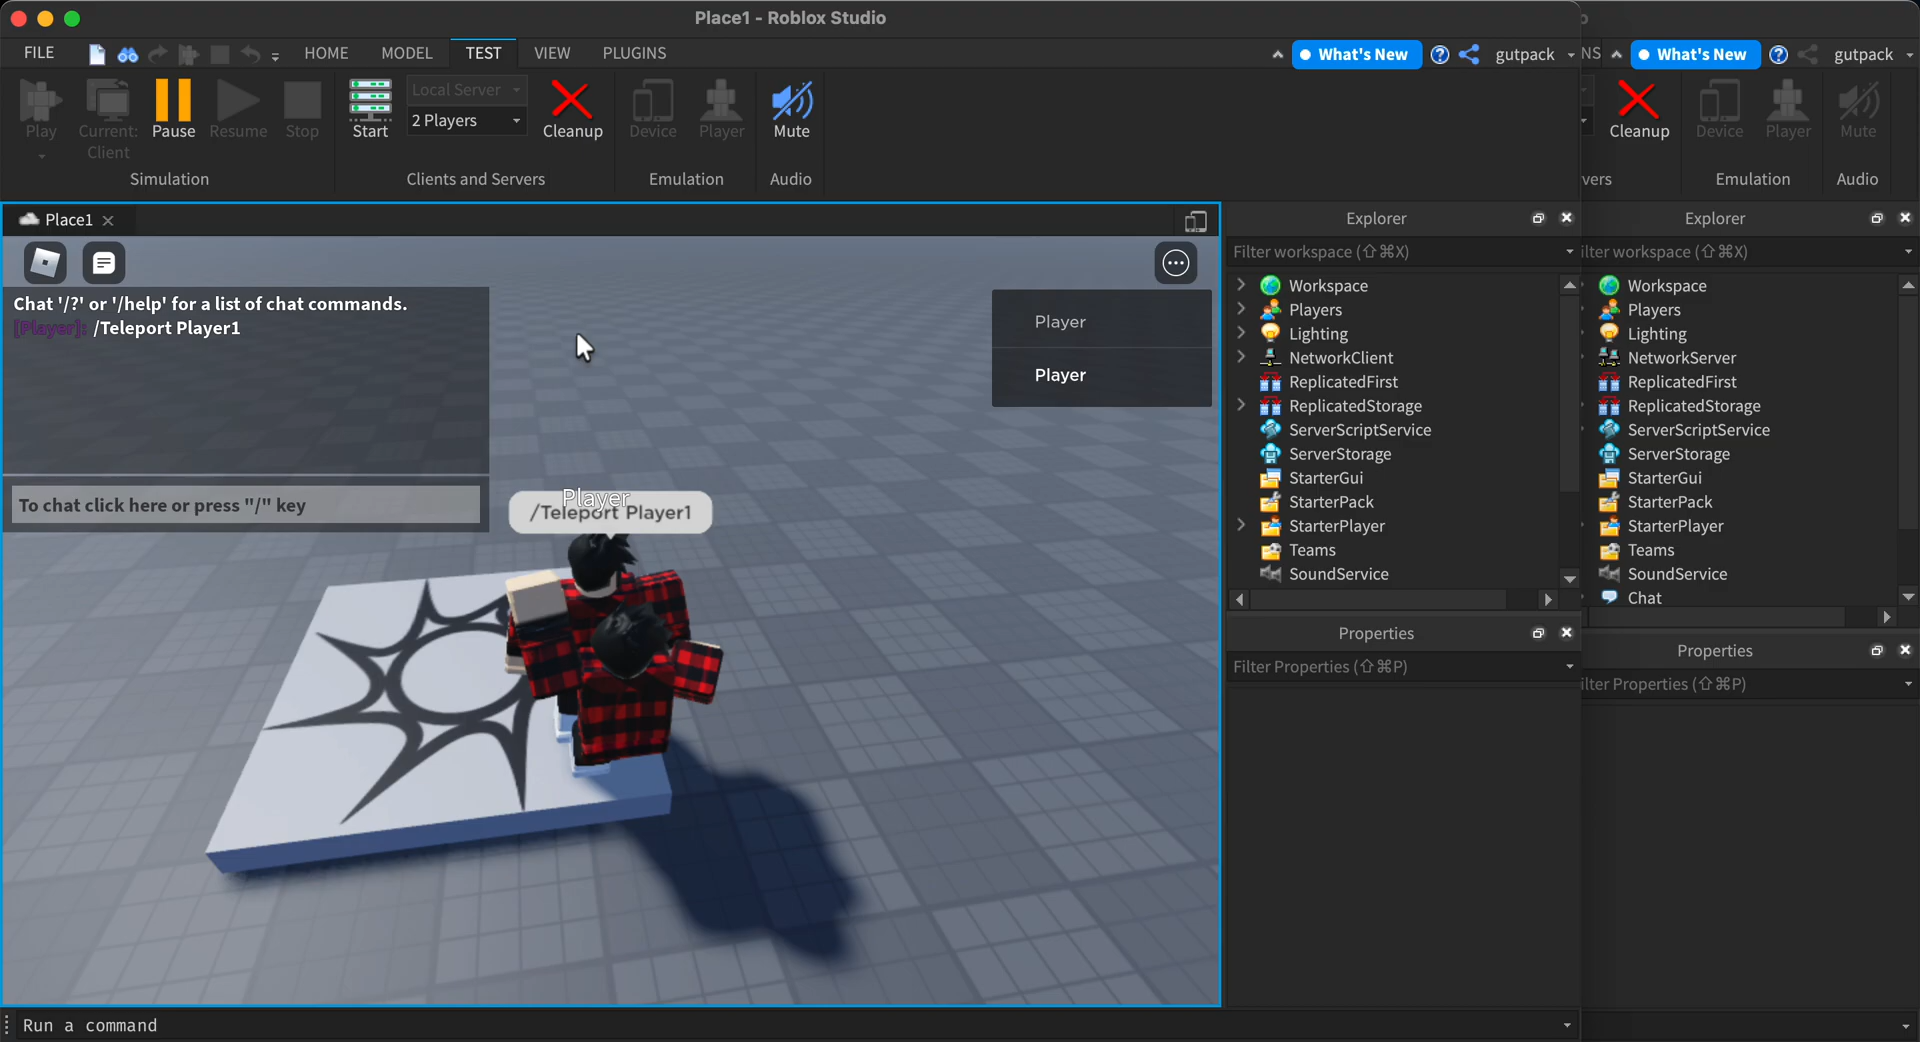 Place1 - Roblox Studio
FILE
HOME
MODEL
TEST
VIEW
PLUGINS
What's New
gutpack
NS
What's New
gutpack
Play
Current:
Client
Pause
Resume
Stop
Start
Local Server
2 Players
Cleanup
Device
Player
Mute
Cleanup
Device
Player
Mute
Simulation
Clients and Servers
Emulation
Audio
vers
Emulation
Audio
Place1
Chat '/?' or '/help' for a list of chat commands.
[Player]: /Teleport Player1
To chat click here or press "/" key
Player
Player
Player
/Teleport Player1
Explorer
Filter workspace (⇧⌘X)
Workspace
Players
Lighting
NetworkClient
ReplicatedFirst
ReplicatedStorage
ServerScriptService
ServerStorage
StarterGui
StarterPack
StarterPlayer
Teams
SoundService
Properties
Filter Properties (⇧⌘P)
Explorer
ilter workspace (⇧⌘X)
Workspace
Players
Lighting
NetworkServer
ReplicatedFirst
ReplicatedStorage
ServerScriptService
ServerStorage
StarterGui
StarterPack
StarterPlayer
Teams
SoundService
Chat
Properties
ilter Properties (⇧⌘P)
Run a command